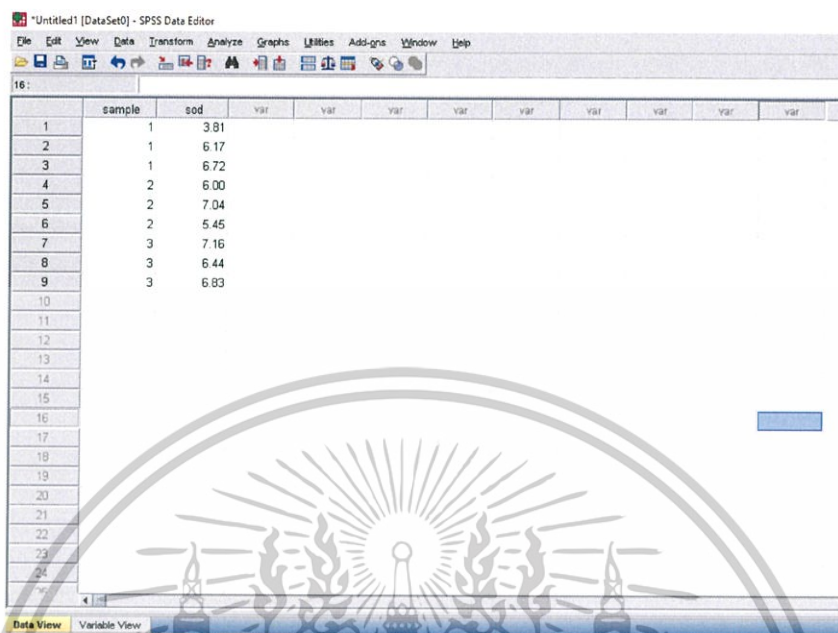 *Untitled1 [DataSet0] - SPSS Data Editor
File Edit View Data Transform Analyze Graphs Utilities Add-ons Window Help
16 :
sample sod var var var var var var var var var
1 1 3.81
2 1 6.17
3 1 6.72
4 2 6.00
5 2 7.04
6 2 5.45
7 3 7.16
8 3 6.44
9 3 6.83
10
11
12
13
14
15
16
17
18
19
20
21
22
23
24
Data View Variable View